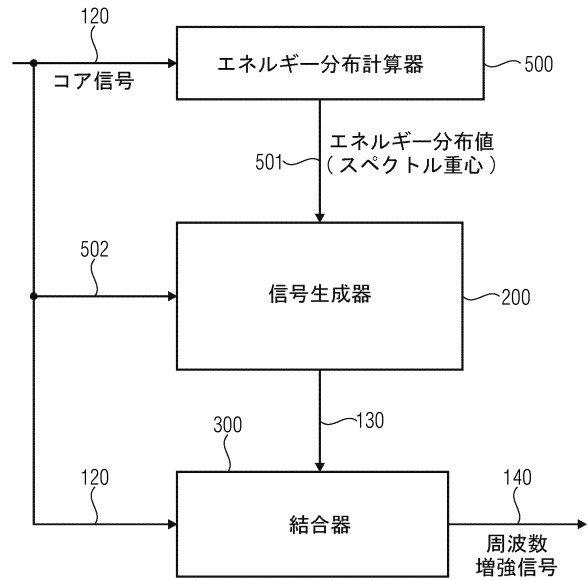 120
コア信号
エネルギー分布計算器
500
エネルギー分布値
501
(スペクトル重心)
502
信号生成器
200
130
300
120
結合器
140
周波数
増強信号